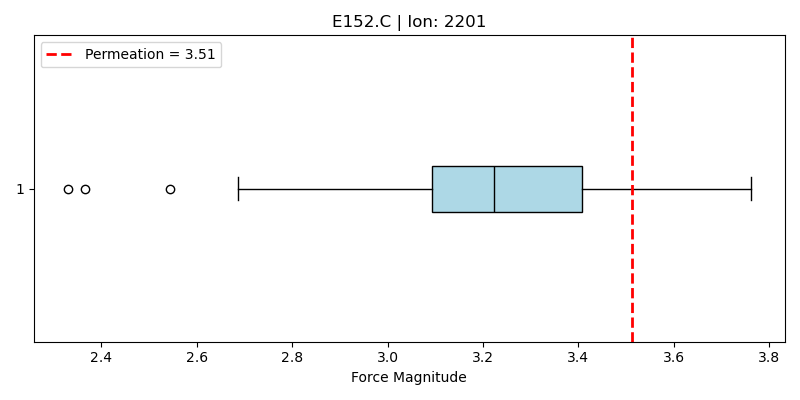 E152.C | Ion: 2201
Permeation = 3.51
1
2.4 2.6 2.8 3.0 3.2 3.4 3.6 3.8
Force Magnitude